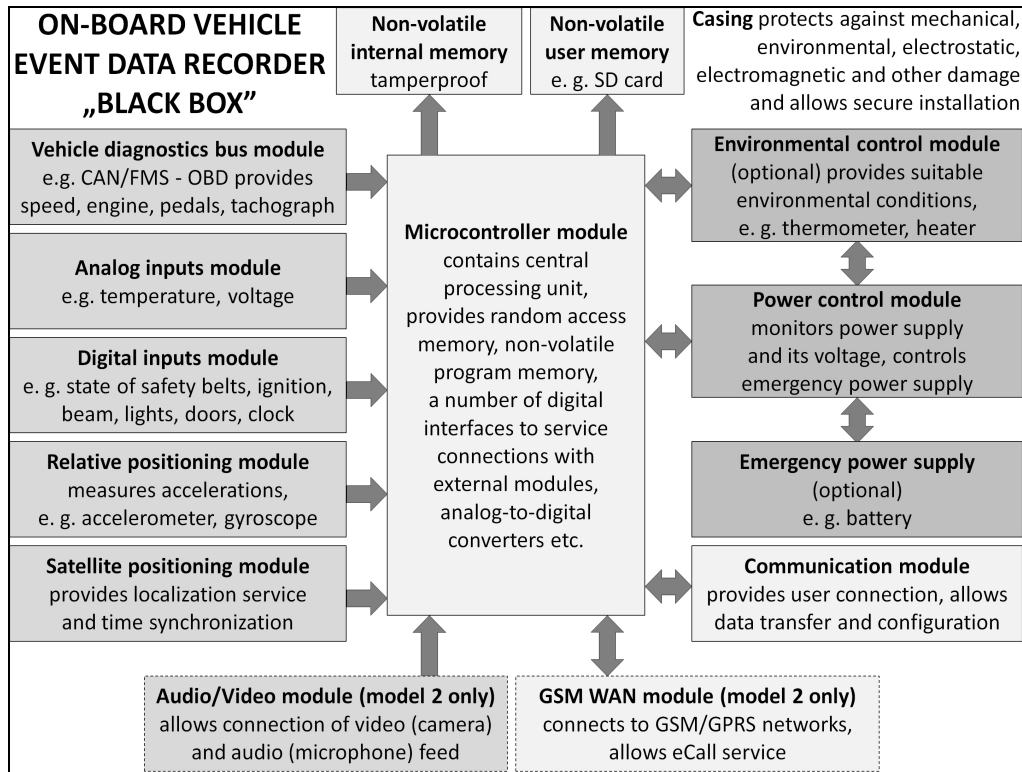 ON-BOARD VEHICLE
EVENT DATA RECORDER
„BLACK BOX”
Non-volatile
internal memory
tamperproof
Non-volatile
user memory
e. g. SD card
Casing protects against mechanical,
environmental, electrostatic,
electromagnetic and other damage
and allows secure installation
Vehicle diagnostics bus module
e.g. CAN/FMS - OBD provides
speed, engine, pedals, tachograph
Analog inputs module
e.g. temperature, voltage
Digital inputs module
e. g. state of safety belts, ignition,
beam, lights, doors, clock
Relative positioning module
measures accelerations,
e. g. accelerometer, gyroscope
Satellite positioning module
provides localization service
and time synchronization
Microcontroller module
contains central
processing unit,
provides random access
memory, non-volatile
program memory,
a number of digital
interfaces to service
connections with
external modules,
analog-to-digital
converters etc.
Environmental control module
(optional) provides suitable
environmental conditions,
e. g. thermometer, heater
Power control module
monitors power supply
and its voltage, controls
emergency power supply
Emergency power supply
(optional)
e. g. battery
Communication module
provides user connection, allows
data transfer and configuration
Audio/Video module (model 2 only)
allows connection of video (camera)
and audio (microphone) feed
GSM WAN module (model 2 only)
connects to GSM/GPRS networks,
allows eCall service